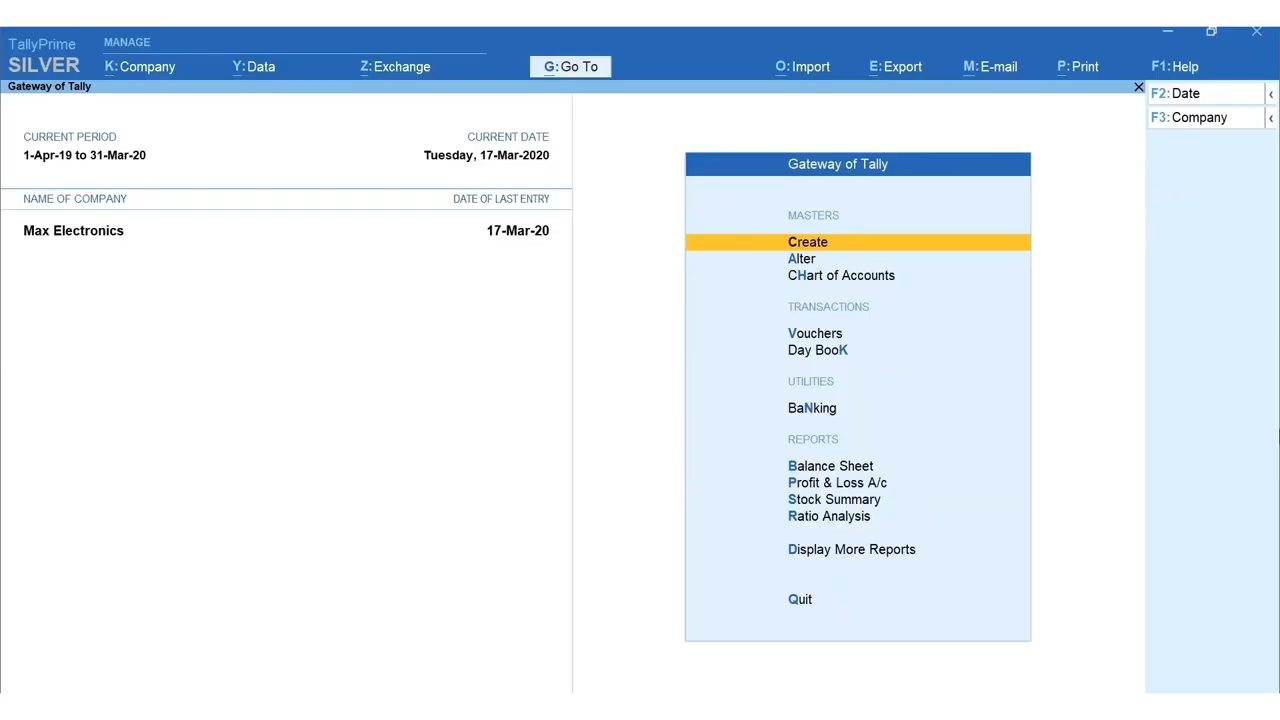 TallyPrime
MANAGE
SILVER
K:Company
Y:Data
Z:Exchange
G:Go To
O:Import
E:Export
M:E-mail
P:Print
F1:Help
Gateway of Tally
F2:Date
F3:Company
CURRENT PERIOD
CURRENT DATE
1-Apr-19 to 31-Mar-20
Tuesday, 17-Mar-2020
NAME OF COMPANY
DATE OF LAST ENTRY
Max Electronics
17-Mar-20
Gateway of Tally
MASTERS
Create
Alter
CHart of Accounts
TRANSACTIONS
Vouchers
Day BooK
UTILITIES
BaNking
REPORTS
Balance Sheet
Profit & Loss A/c
Stock Summary
Ratio Analysis
Display More Reports
Quit